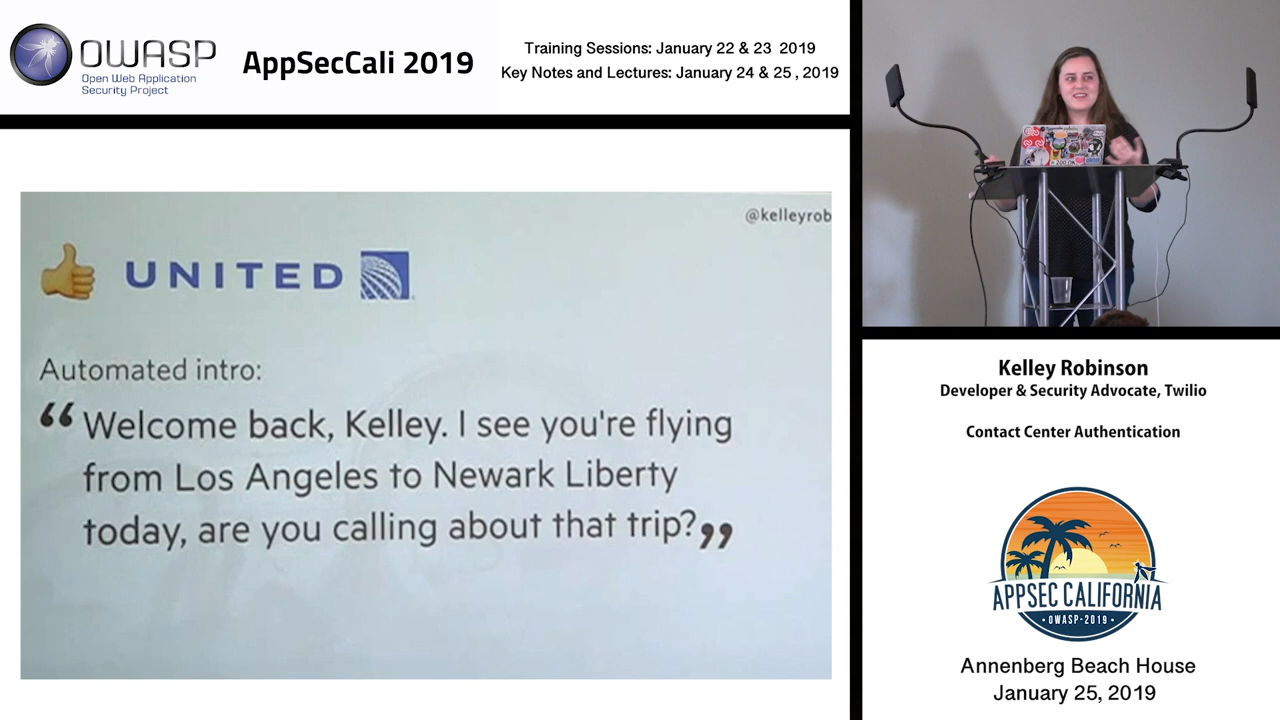 OWASP
Open Web Application
Security Project
AppSecCali 2019
Training Sessions: January 22 & 23 2019
Key Notes and Lectures: January 24 & 25 , 2019
@kelleyrob
UNITED
Automated intro:
“Welcome back, Kelley. I see you're flying
from Los Angeles to Newark Liberty
today, are you calling about that trip?”
Kelley Robinson
Developer & Security Advocate, Twilio
Contact Center Authentication
APPSEC CALIFORNIA
• OWASP-2019 •
Annenberg Beach House
January 25, 2019